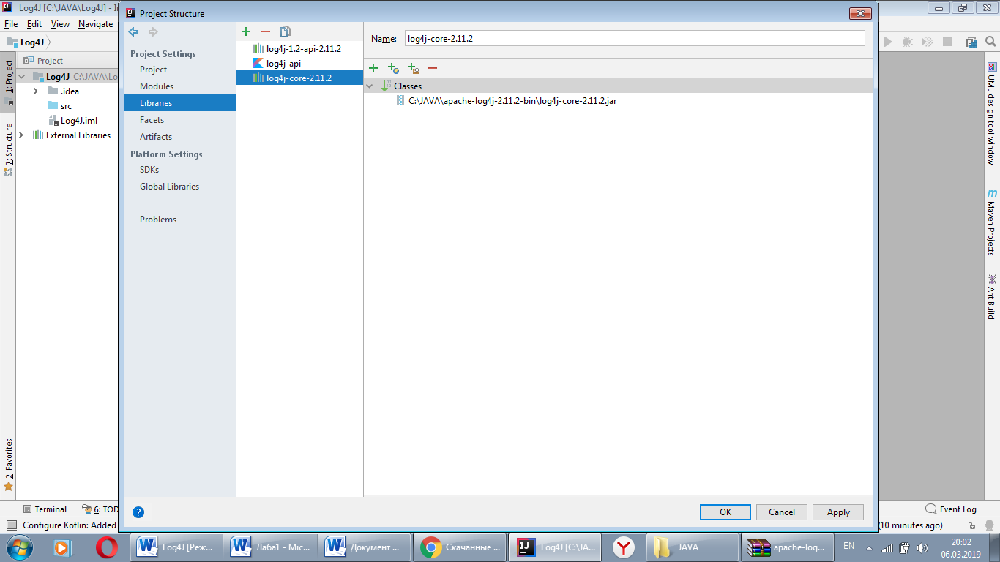 Log4J [C:\JAVA\Log4J] - In
File Edit View Navigate
Log4J
1: Project
7: Structure
2: Favorites
Project
Log4J C:\JAVA\Lo
.idea
src
Log4J.iml
External Libraries
Project Structure
Project Settings
Project
Modules
Libraries
Facets
Artifacts
Platform Settings
SDKs
Global Libraries
Problems
log4j-1.2-api-2.11.2
log4j-api-
log4j-core-2.11.2
Name: log4j-core-2.11.2
Classes
C:\JAVA\apache-log4j-2.11.2-bin\log4j-core-2.11.2.jar
?
OK Cancel Apply
UML design tool window
m Maven Projects
Ant Build
Terminal 6: TOD
Event Log
Configure Kotlin: Added
(10 minutes ago)
Log4J [Реж...
Лаба1 - Mic...
Документ ...
Скачанные ...
Log4J [C:\JA...
JAVA
apache-log...
EN
20:02
06.03.2019